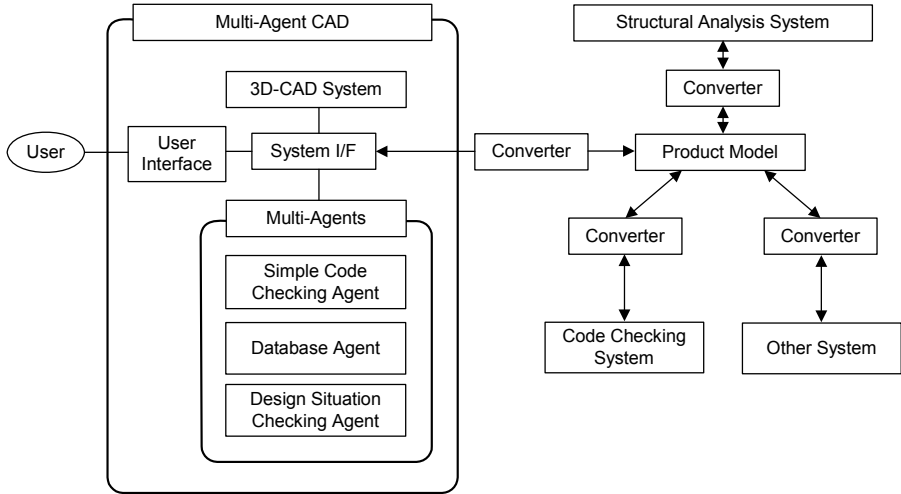 Multi-Agent CAD
Structural Analysis System
3D-CAD System
Converter
User
User
Interface
System I/F
Converter
Product Model
Multi-Agents
Converter
Converter
Simple Code
Checking Agent
Database Agent
Code Checking
System
Other System
Design Situation
Checking Agent